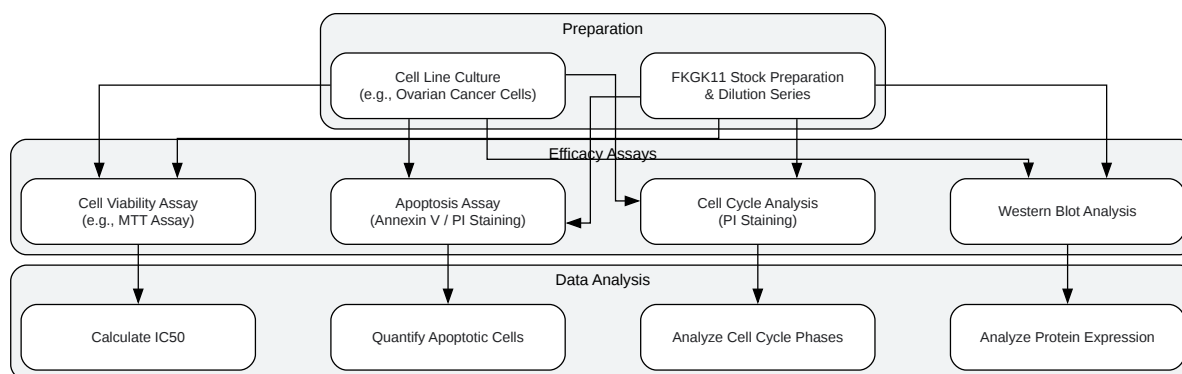 Preparation
Cell Line Culture
(e.g., Ovarian Cancer Cells)
FKGK11 Stock Preparation
& Dilution Series
Efficacy Assays
Cell Viability Assay
(e.g., MTT Assay)
Apoptosis Assay
(Annexin V / PI Staining)
Cell Cycle Analysis
(PI Staining)
Western Blot Analysis
Data Analysis
Calculate IC50
Quantify Apoptotic Cells
Analyze Cell Cycle Phases
Analyze Protein Expression